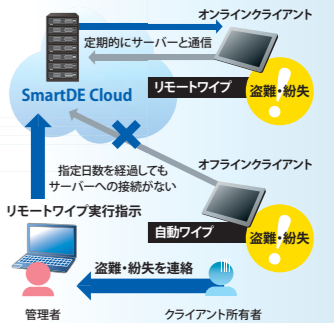 オンラインクライアント
定期的にサーバーと通信
SmartDE Cloud
リモートワイプ
盗難・紛失
オフラインクライアント
指定日数を経過しても
サーバーへの接続がない
リモートワイプ実行指示
自動ワイプ
盗難・紛失
盗難・紛失を連絡
管理者
クライアント所有者